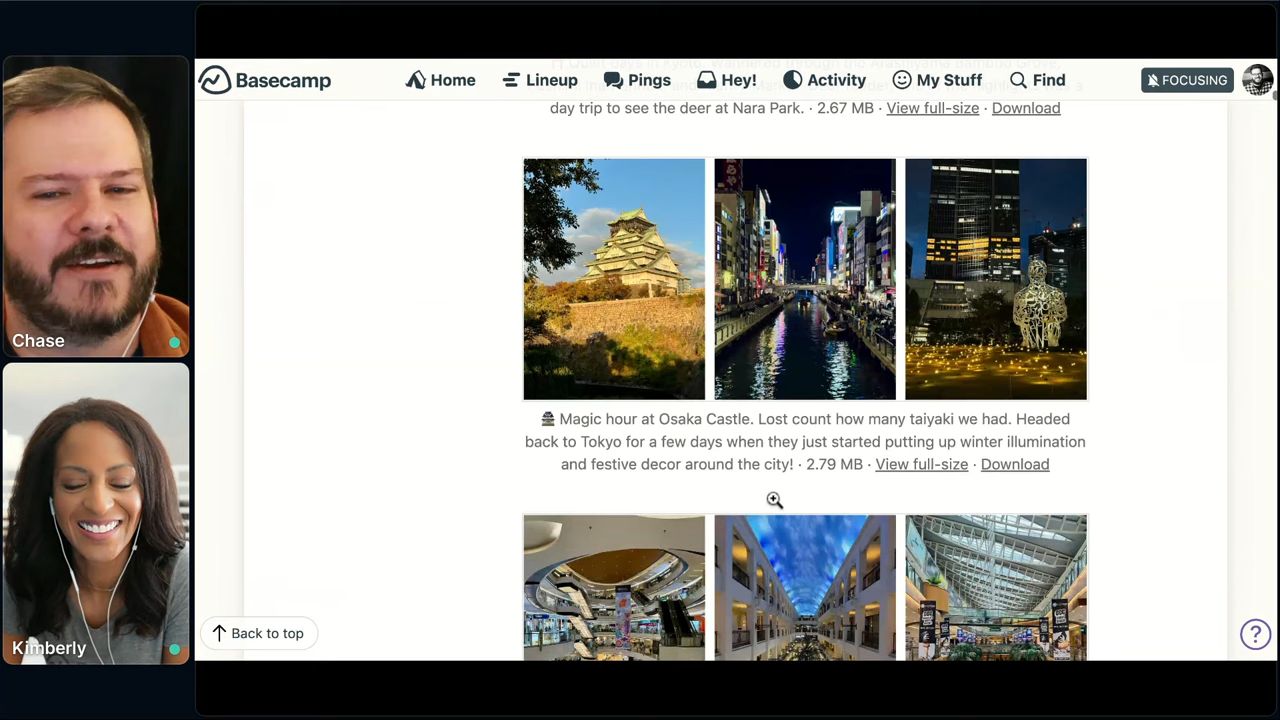 Basecamp
Home
Lineup
Pings
Hey!
Activity
My Stuff
Find
FOCUSING
day trip to see the deer at Nara Park. · 2.67 MB · View full-size · Download
🏯 Magic hour at Osaka Castle. Lost count how many taiyaki we had. Headed
back to Tokyo for a few days when they just started putting up winter illumination
and festive decor around the city! · 2.79 MB · View full-size · Download
Chase
Kimberly
Back to top
?